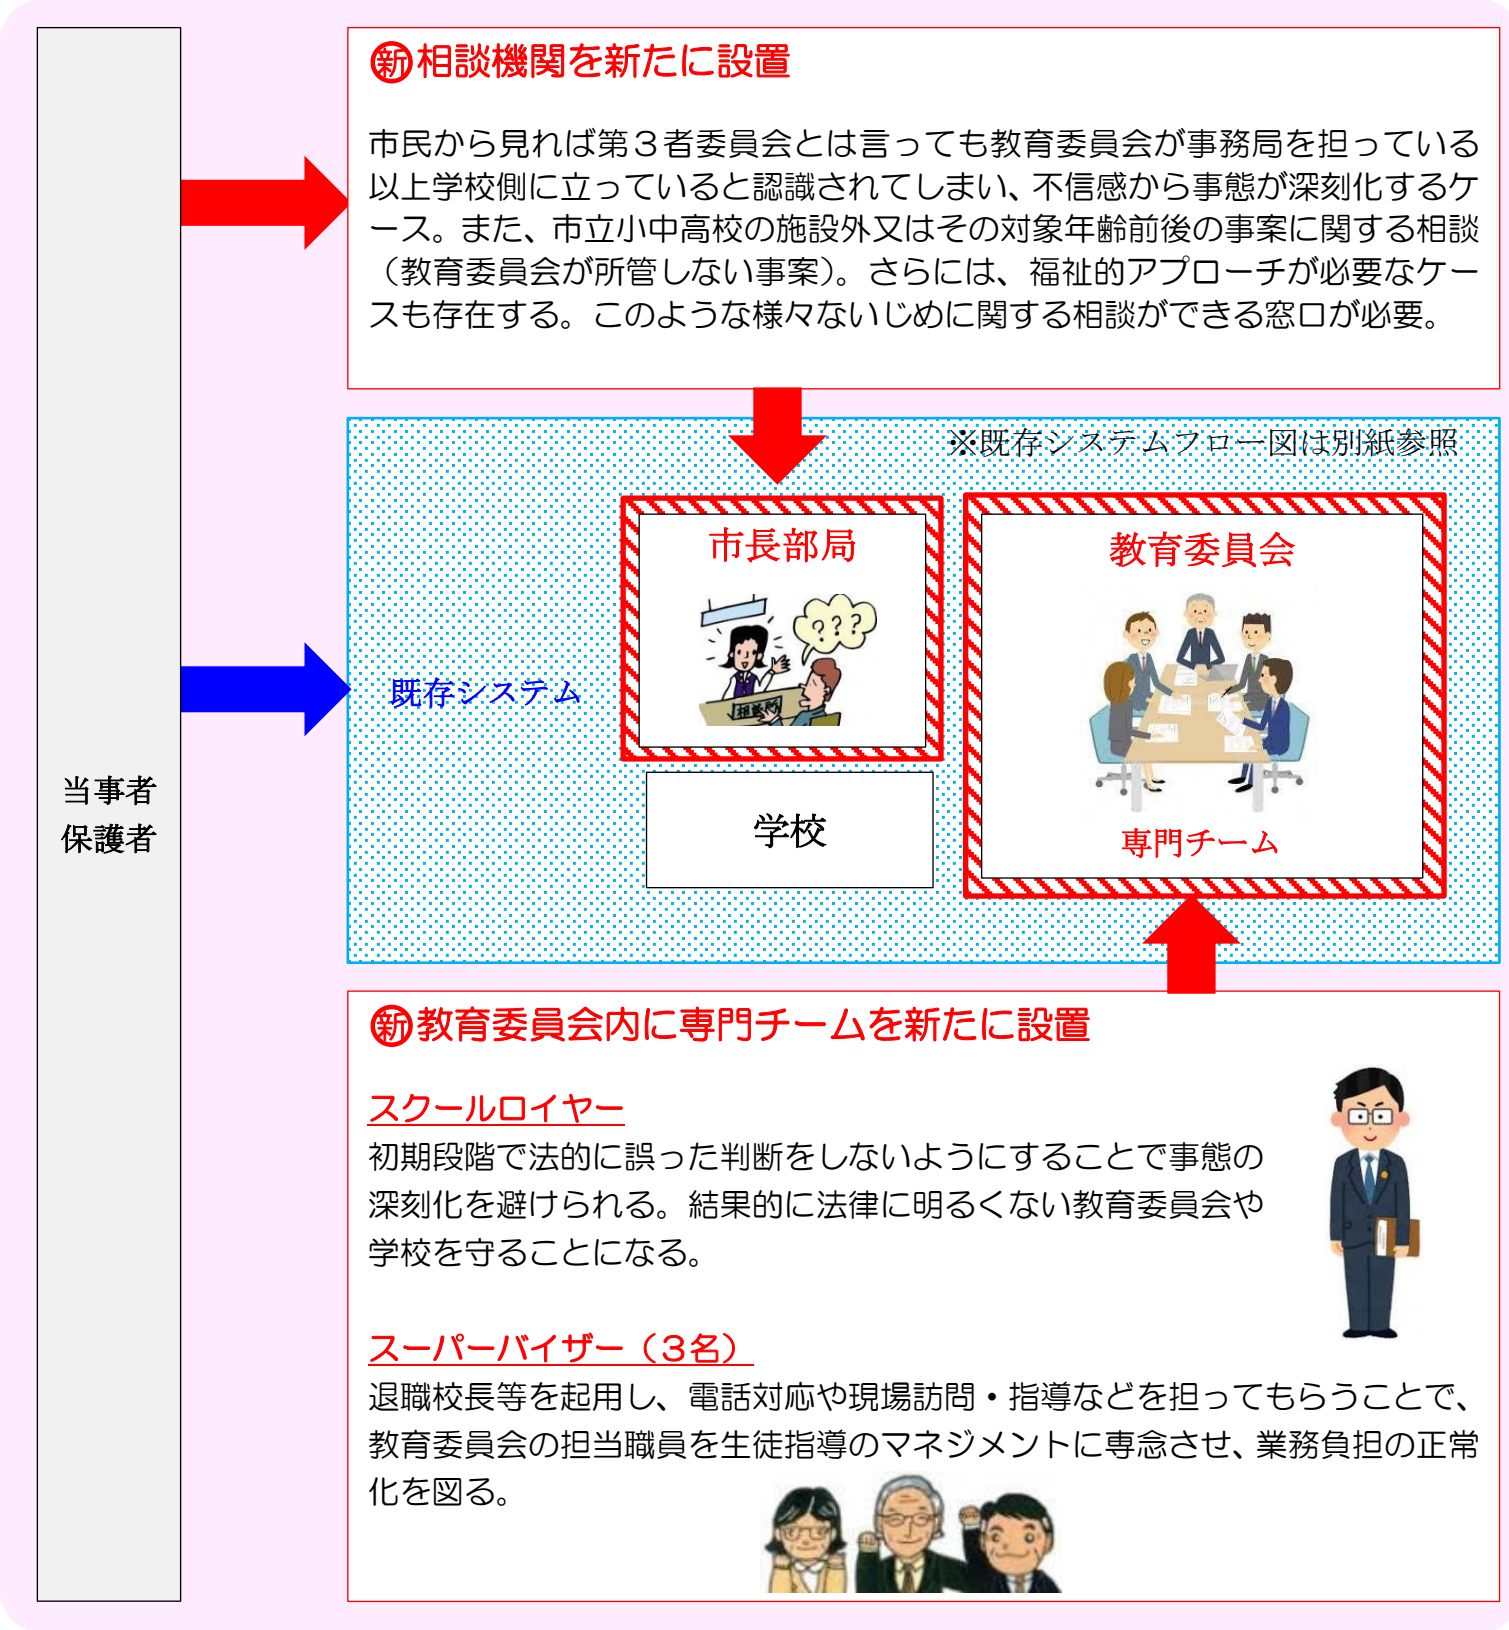 当事者
保護者
㊟相談機関を新たに設置
市民から見れば第３者委員会とは言っても教育委員会が事務局を担っている
以上学校側に立っていると認識されてしまい、不信感から事態が深刻化するケ
ース。また、市立小中高校の施設外又はその対象年齢前後の事案に関する相談
（教育委員会が所管しない事案）。さらには、福祉的アプローチが必要なケー
スも存在する。このような様々ないじめに関する相談ができる窓口が必要。
※既存システムフロー図は別紙参照
既存システム
市長部局
???
相談所
学校
教育委員会
専門チーム
新教育委員会内に専門チームを新たに設置
スクールロイヤー
初期段階で法的に誤った判断をしないようにすることで事態の
深刻化を避けられる。結果的に法律に明るくない教育委員会や
学校を守ることになる。
スーパーバイザー（３名）
退職校長等を起用し、電話対応や現場訪問・指導などを担ってもらうことで、
教育委員会の担当職員を生徒指導のマネジメントに専念させ、業務負担の正常
化を図る。